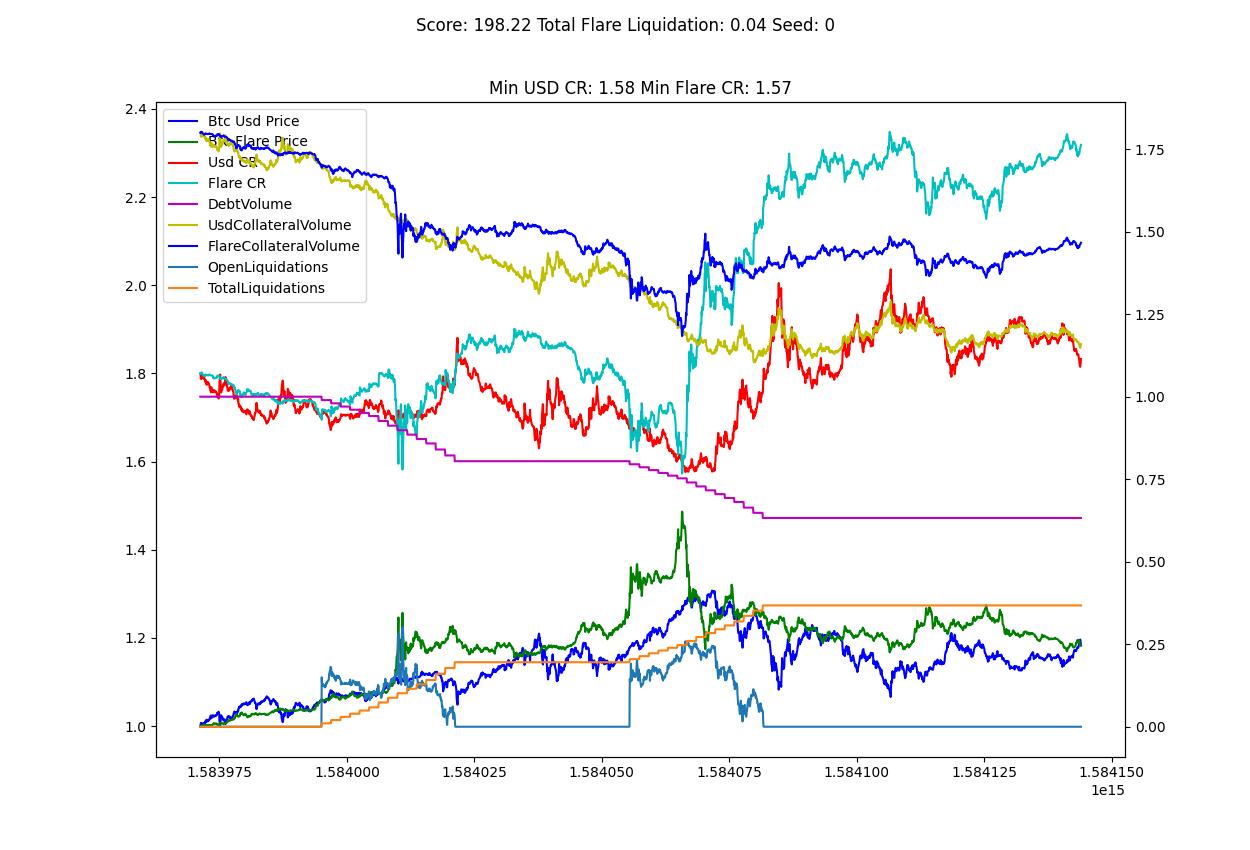 Score: 198.22 Total Flare Liquidation: 0.04 Seed: 0
Min USD CR: 1.58 Min Flare CR: 1.57
2.4
2.2
2.0
1.8
1.6
1.4
1.2
1.0
Btc Usd Price
Btc Flare Price
Usd CR
Flare CR
DebtVolume
UsdCollateralVolume
FlareCollateralVolume
OpenLiquidations
TotalLiquidations
1.75
1.50
1.25
1.00
0.75
0.50
0.25
0.00
1.583975 1.584000 1.584025 1.584050 1.584075 1.584100 1.584125 1.584150
1e15